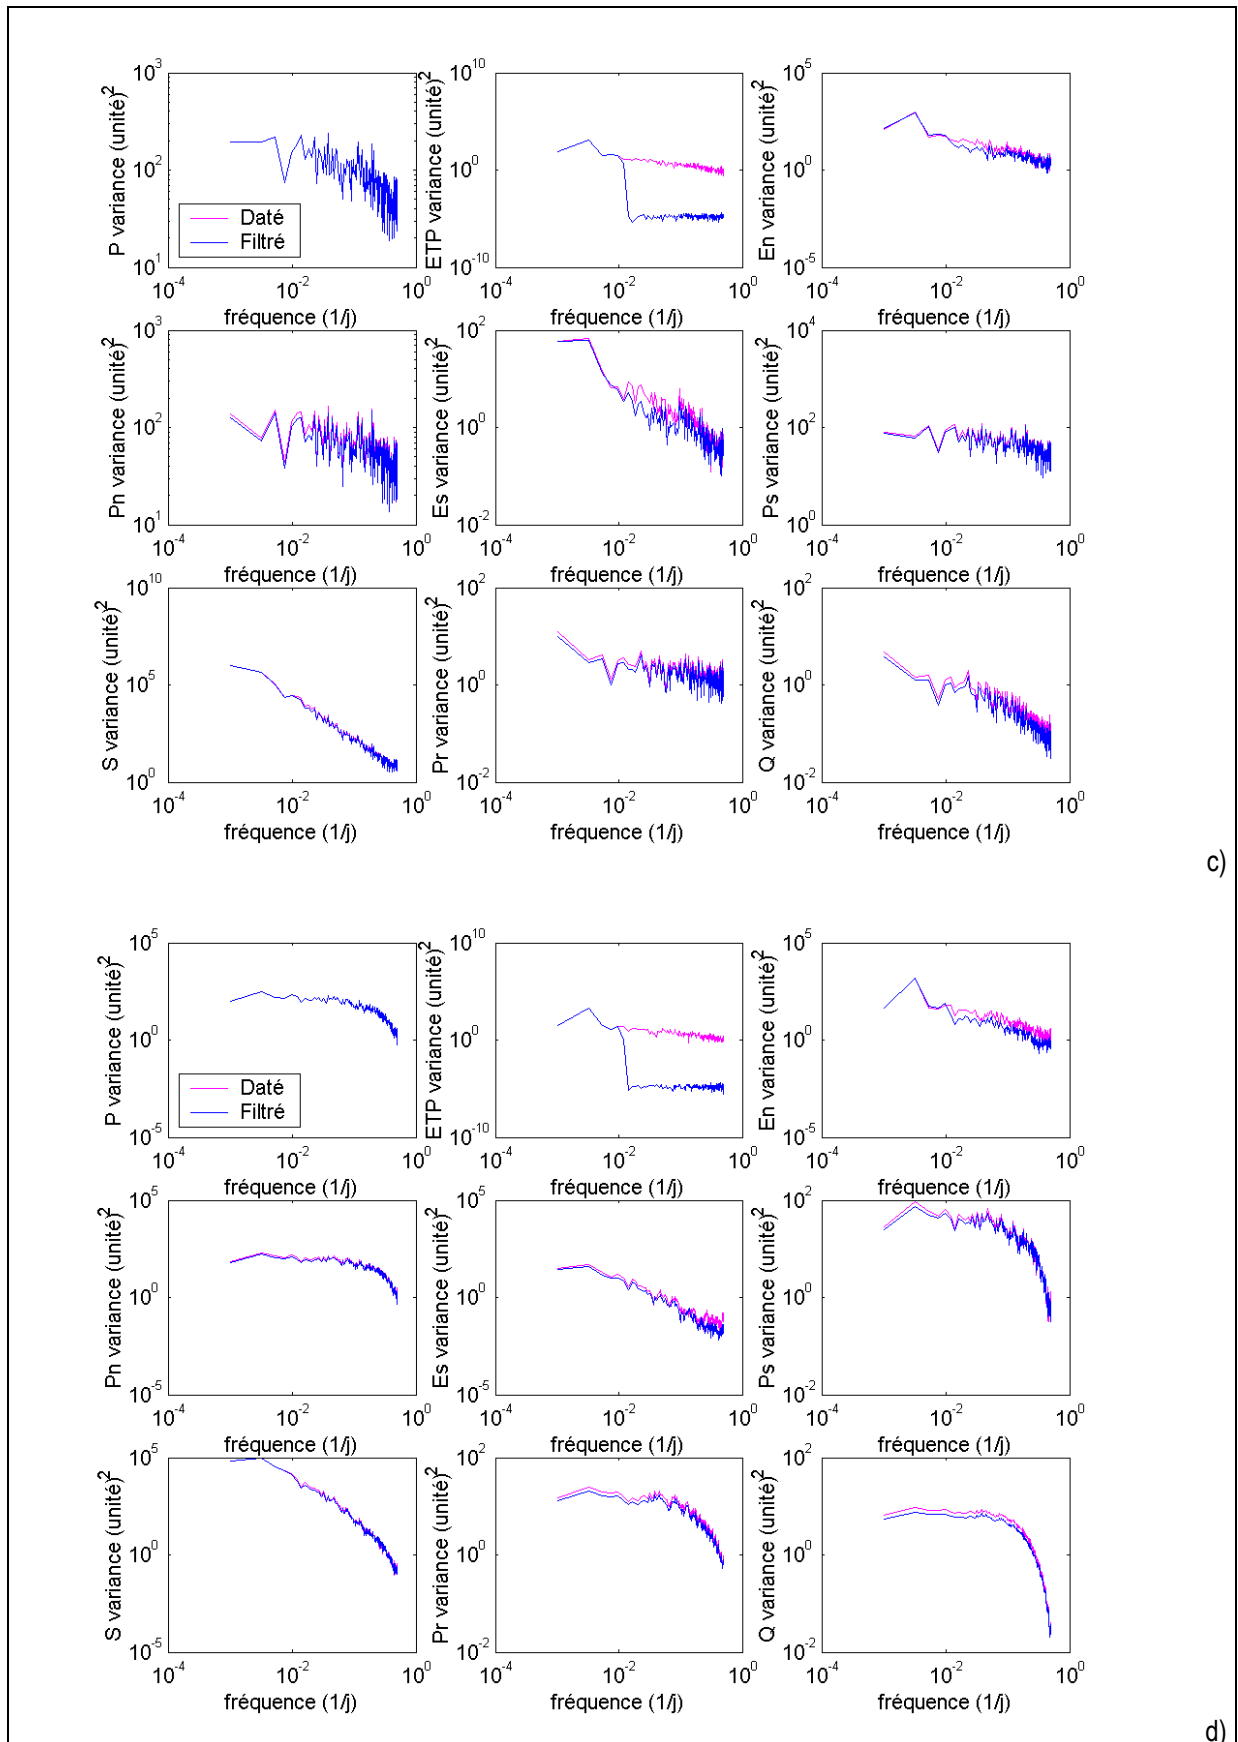 P variance (unité)²
10³
10²
10¹
Daté
Filtré
10⁻⁴ 10⁻² 10⁰
fréquence (1/j)
ETP variance (unité)²
10¹⁰
10⁰
10⁻¹⁰
10⁻⁴ 10⁻² 10⁰
fréquence (1/j)
En variance (unité)²
10⁵
10⁰
10⁻⁵
10⁻⁴ 10⁻² 10⁰
fréquence (1/j)
Pn variance (unité)²
10³
10²
10¹
10⁻⁴ 10⁻² 10⁰
fréquence (1/j)
Es variance (unité)²
10²
10⁰
10⁻²
10⁻⁴ 10⁻² 10⁰
fréquence (1/j)
Ps variance (unité)²
10⁴
10²
10⁰
10⁻⁴ 10⁻² 10⁰
fréquence (1/j)
S variance (unité)²
10¹⁰
10⁵
10⁰
10⁻⁴ 10⁻² 10⁰
fréquence (1/j)
Pr variance (unité)²
10²
10⁰
10⁻²
10⁻⁴ 10⁻² 10⁰
fréquence (1/j)
Q variance (unité)²
10²
10⁰
10⁻²
10⁻⁴ 10⁻² 10⁰
fréquence (1/j)
c)
P variance (unité)²
10⁵
10⁰
10⁻⁵
Daté
Filtré
10⁻⁴ 10⁻² 10⁰
fréquence (1/j)
ETP variance (unité)²
10¹⁰
10⁰
10⁻¹⁰
10⁻⁴ 10⁻² 10⁰
fréquence (1/j)
En variance (unité)²
10⁵
10⁰
10⁻⁵
10⁻⁴ 10⁻² 10⁰
fréquence (1/j)
Pn variance (unité)²
10⁵
10⁰
10⁻⁵
10⁻⁴ 10⁻² 10⁰
fréquence (1/j)
Es variance (unité)²
10⁵
10⁰
10⁻⁵
10⁻⁴ 10⁻² 10⁰
fréquence (1/j)
Ps variance (unité)²
10²
10⁰
10⁻²
10⁻⁴ 10⁻² 10⁰
fréquence (1/j)
S variance (unité)²
10⁵
10⁰
10⁻⁵
10⁻⁴ 10⁻² 10⁰
fréquence (1/j)
Pr variance (unité)²
10²
10⁰
10⁻²
10⁻⁴ 10⁻² 10⁰
fréquence (1/j)
Q variance (unité)²
10²
10⁰
10⁻²
10⁻⁴ 10⁻² 10⁰
fréquence (1/j)
d)